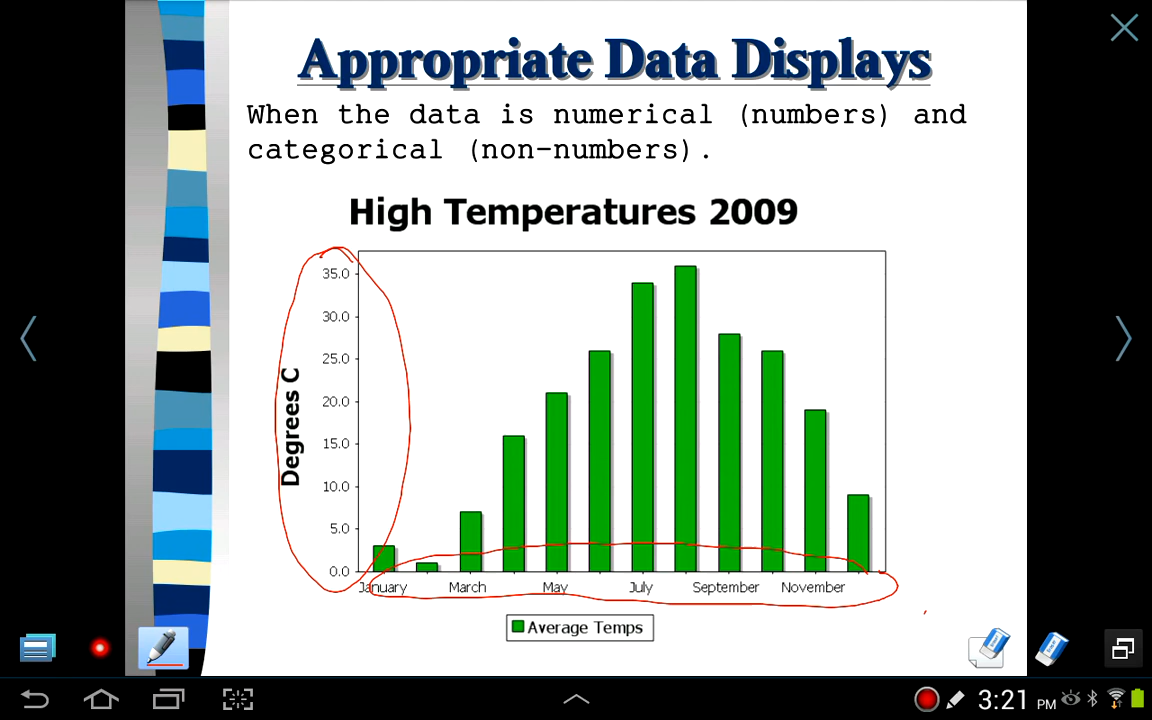 Appropriate Data Displays
When the data is numerical (numbers) and
categorical (non-numbers).
High Temperatures 2009
Degrees C
35.0
30.0
25.0
20.0
15.0
10.0
5.0
0.0
January March May July September November
Average Temps
3:21 PM